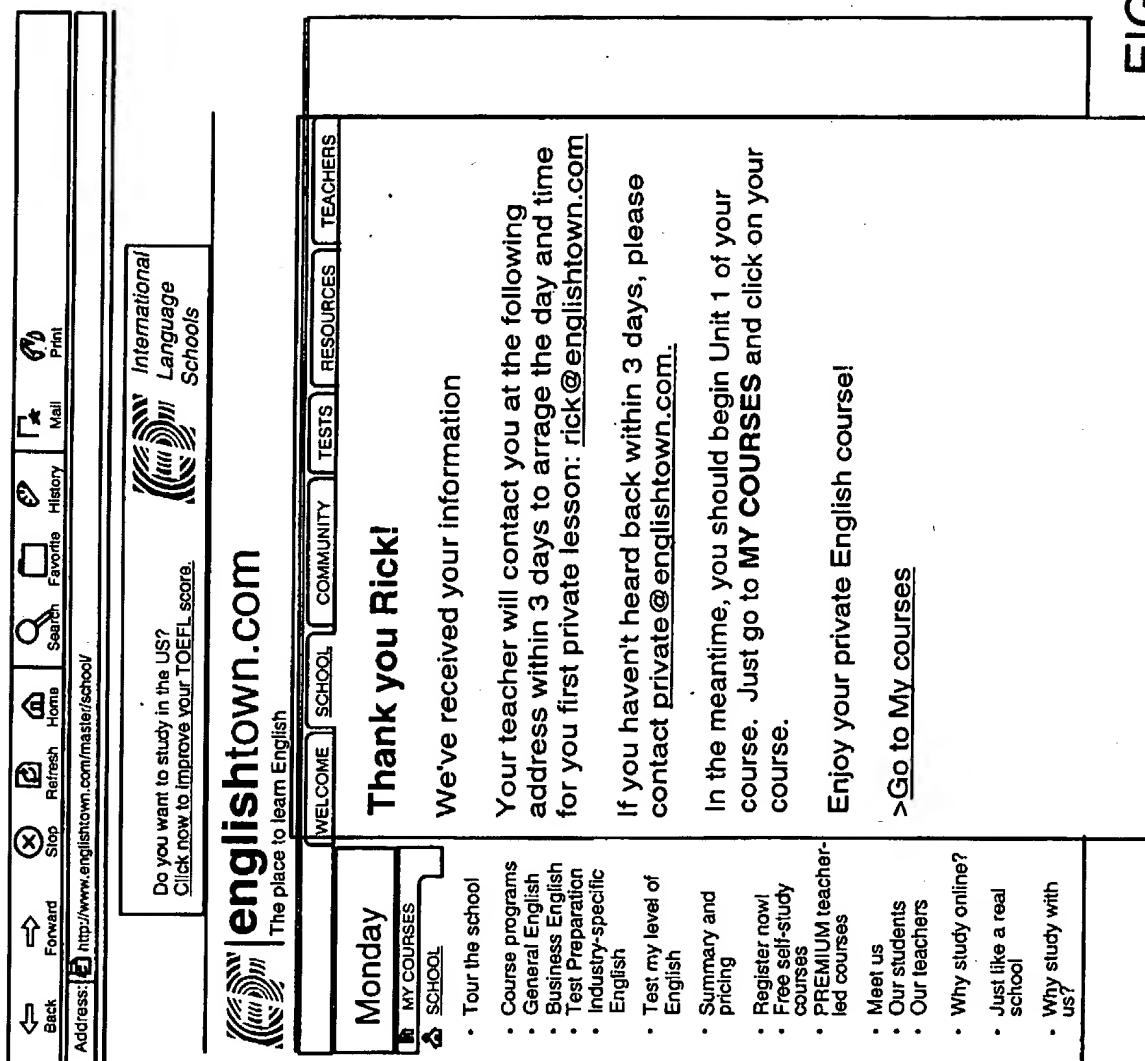 Back Forward Stop Refresh Home Search Favorite History Mail Print
Address: http://www.englishtown.com/master/school/
Do you want to study in the US?
Click now to improve your TOEFL score.
International
Language
Schools
englishtown.com
The place to learn English
WELCOME SCHOOL COMMUNITY TESTS RESOURCES TEACHERS
Monday
MY COURSES
SCHOOL
• Tour the school
• Course programs
• General English
• Business English
• Test Preparation
• Industry-specific
English
• Test my level of
English
• Summary and
pricing
• Register now!
• Free self-study
courses
• PREMIUM teacher-
led courses
• Meet us
• Our students
• Our teachers
• Why study online?
• Just like a real
school
• Why study with
us?
Thank you Rick!
We've received your information
Your teacher will contact you at the following
address within 3 days to arrage the day and time
for you first private lesson: rick@englishtown.com
If you haven't heard back within 3 days, please
contact private@englishtown.com.
In the meantime, you should begin Unit 1 of your
course. Just go to MY COURSES and click on your
course.
Enjoy your private English course!
>Go to My courses